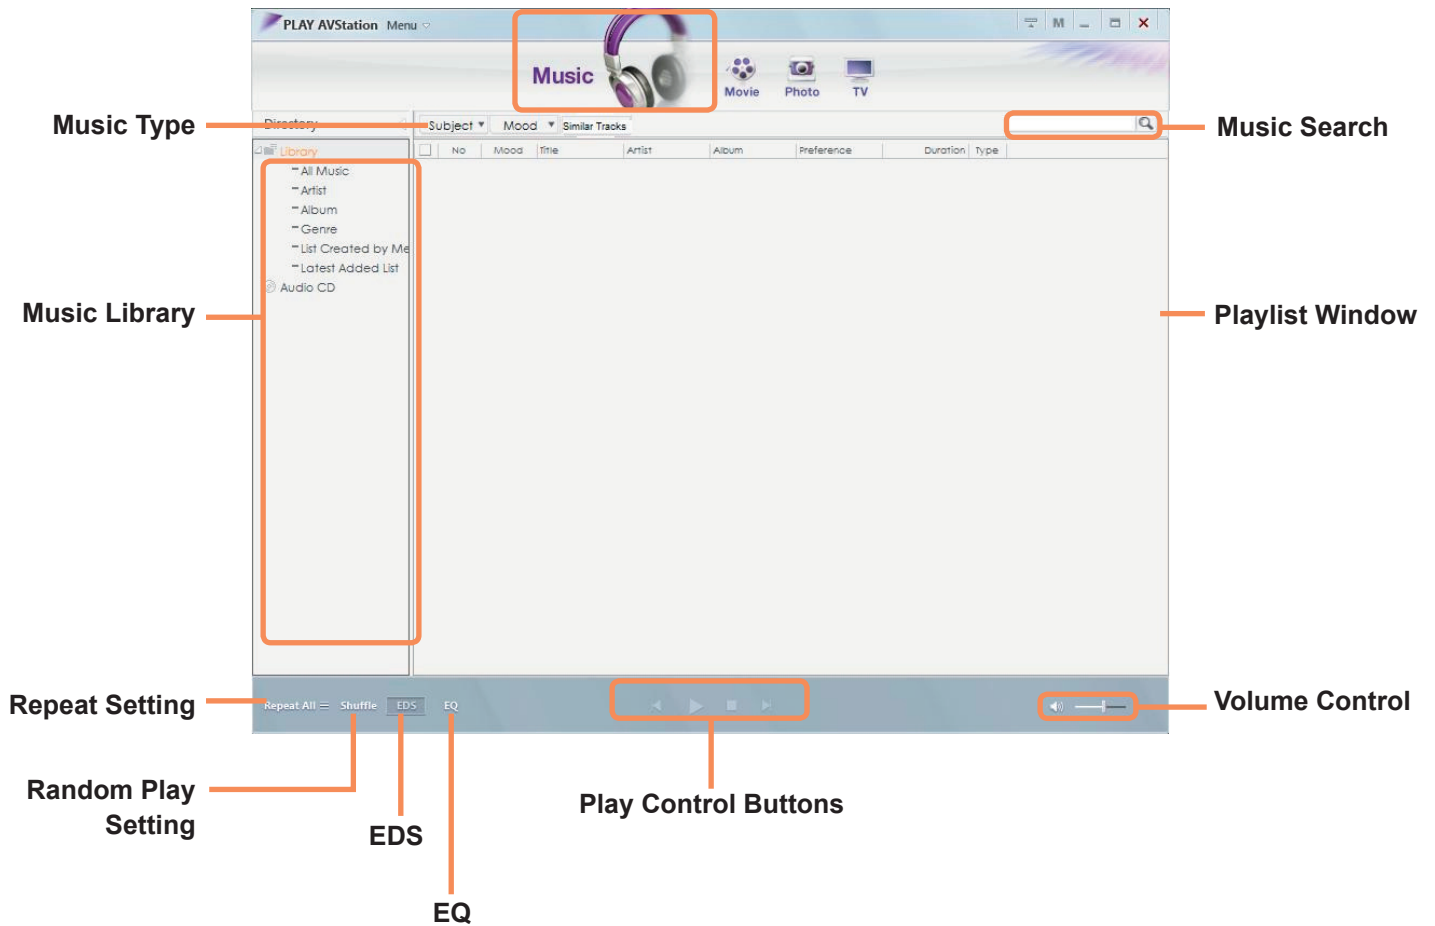 PLAY AVStation Menu
M
Music
Movie Photo TV
Music Type
Directory
Subject Mood Similar Tracks
Music Search
Library
No Mood Title Artist Album Preference Duration Type
All Music
Artist
Album
Genre
List Created by Me
Latest Added List
Audio CD
Music Library
Playlist Window
Repeat Setting
Repeat All Shuffle EDS EQ
Volume Control
Random Play
Setting
EDS
Play Control Buttons
EQ